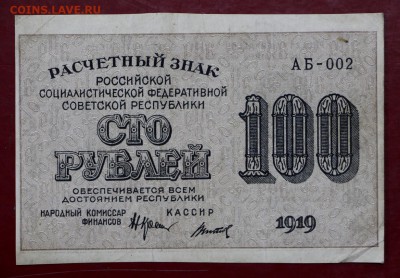 COINS.LAVE.RU
РАСЧЕТНЫЙ ЗНАК
РОССИЙСКОЙ
СОЦИАЛИСТИЧЕСКОЙ ФЕДЕРАТИВНОЙ
СОВЕТСКОЙ РЕСПУБЛИКИ
АБ-002
СТО
РУБЛЕЙ
100
ОБЕСПЕЧИВАЕТСЯ ВСЕМ
ДОСТОЯНИЕМ РЕСПУБЛИКИ
НАРОДНЫЙ КОМИССАР
ФИНАНСОВ
КАССИР
1919